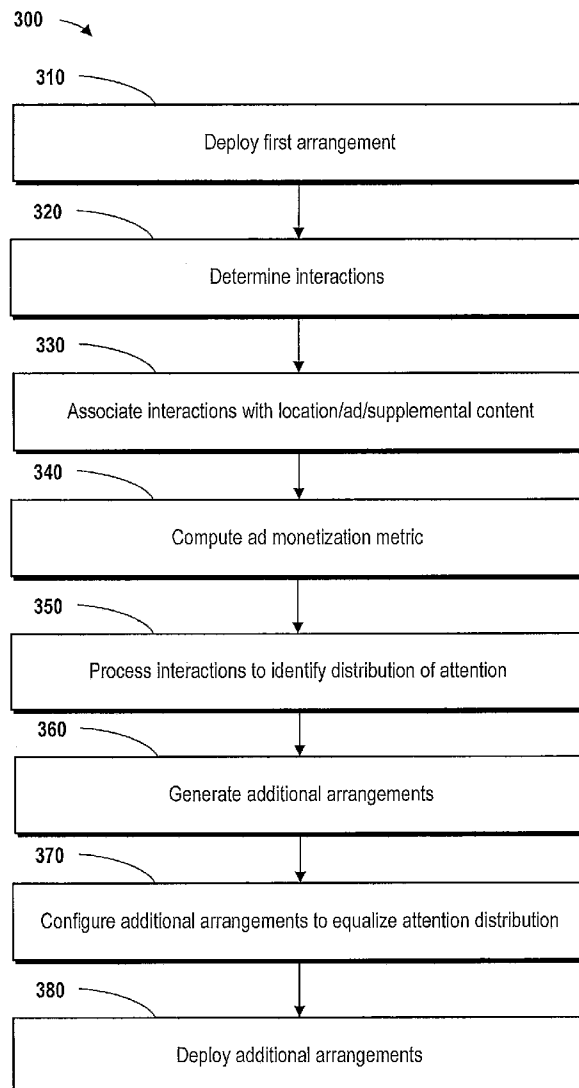 300
310
Deploy first arrangement
320
Determine interactions
330
Associate interactions with location/ad/supplemental content
340
Compute ad monetization metric
350
Process interactions to identify distribution of attention
360
Generate additional arrangements
370
Configure additional arrangements to equalize attention distribution
380
Deploy additional arrangements